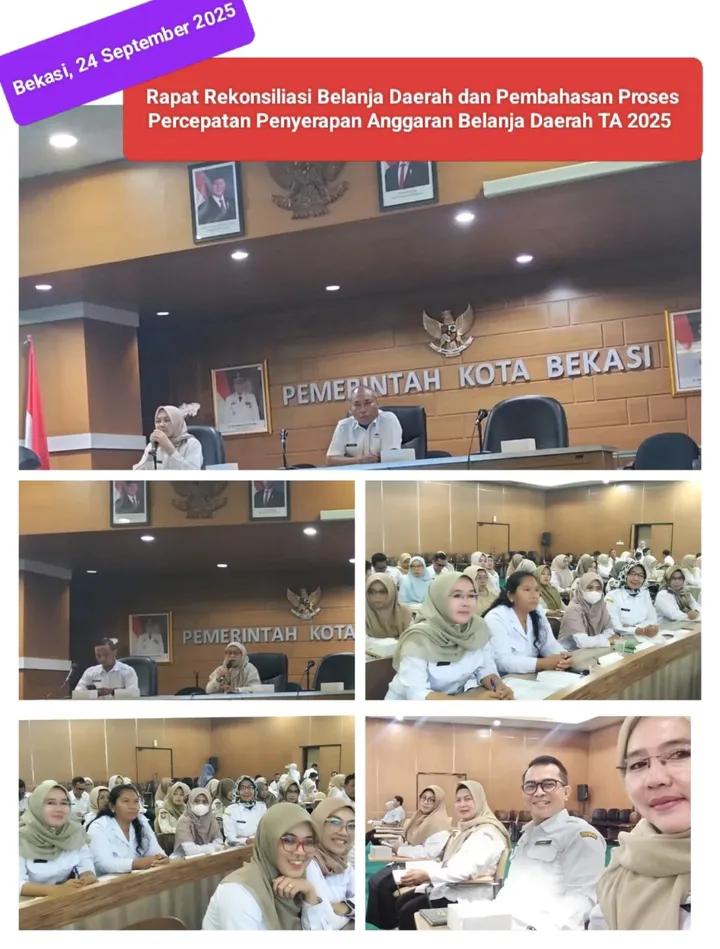 Bekasi, 24 September 2025
Rapat Rekonsiliasi Belanja Daerah dan Pembahasan Proses
Percepatan Penyerapan Anggaran Belanja Daerah TA 2025
PEMERINTAH KOTA BEKASI
PEMERINTAH KOTA